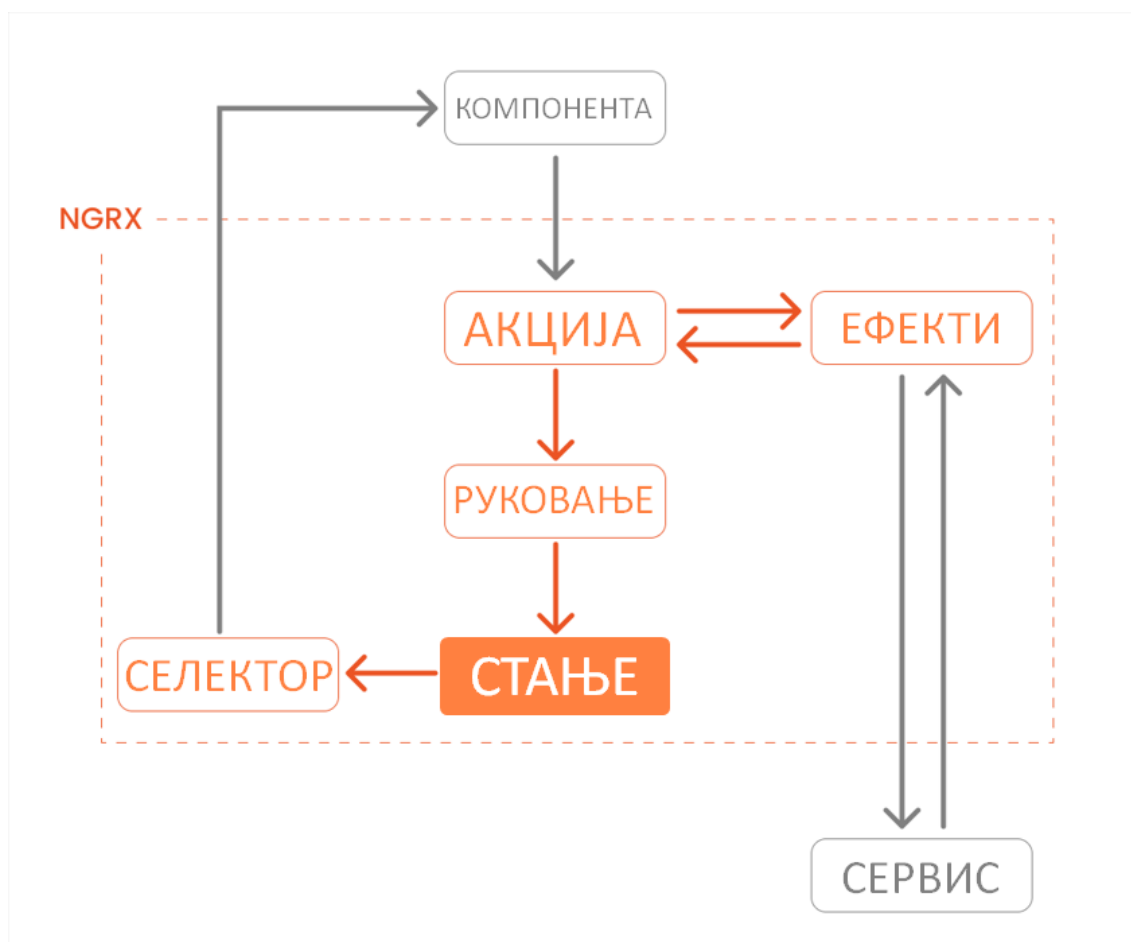 КОМПОНЕНТА
NGRX
АКЦИЈА
ЕФЕКТИ
РУКОВАЊЕ
СЕЛЕКТОР
СТАЊЕ
СЕРВИС